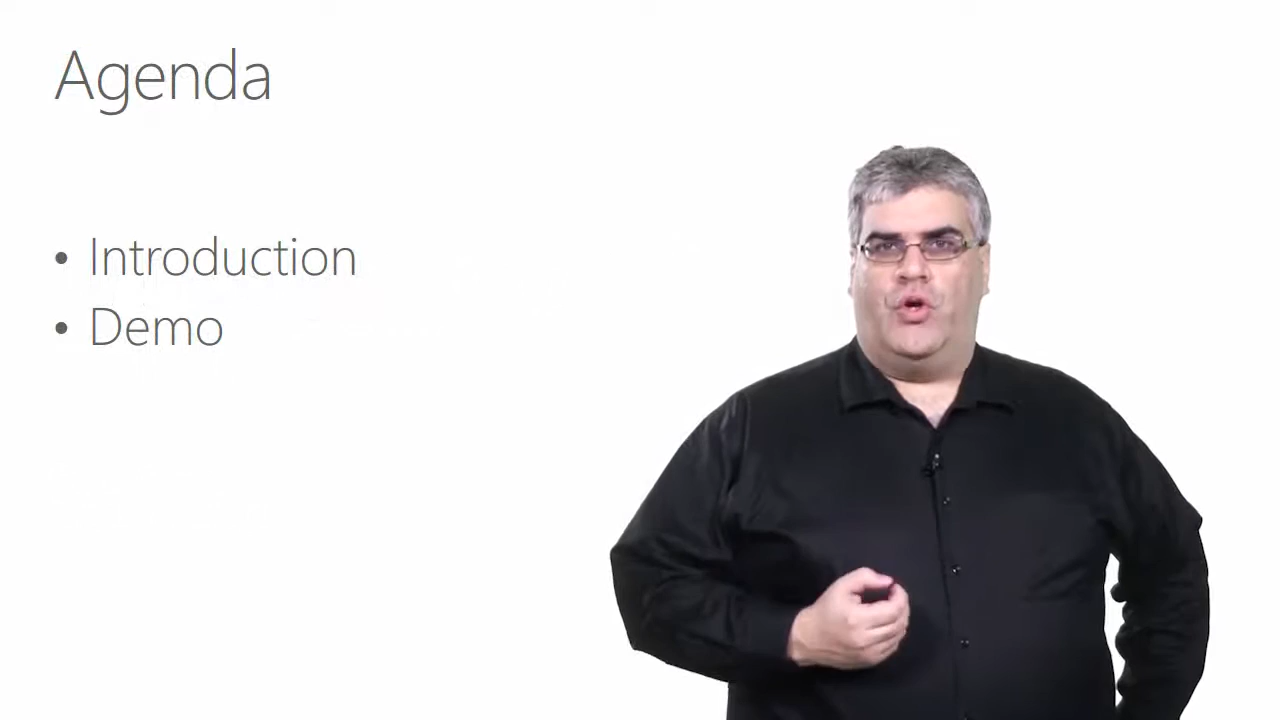 Agenda
• Introduction
• Demo